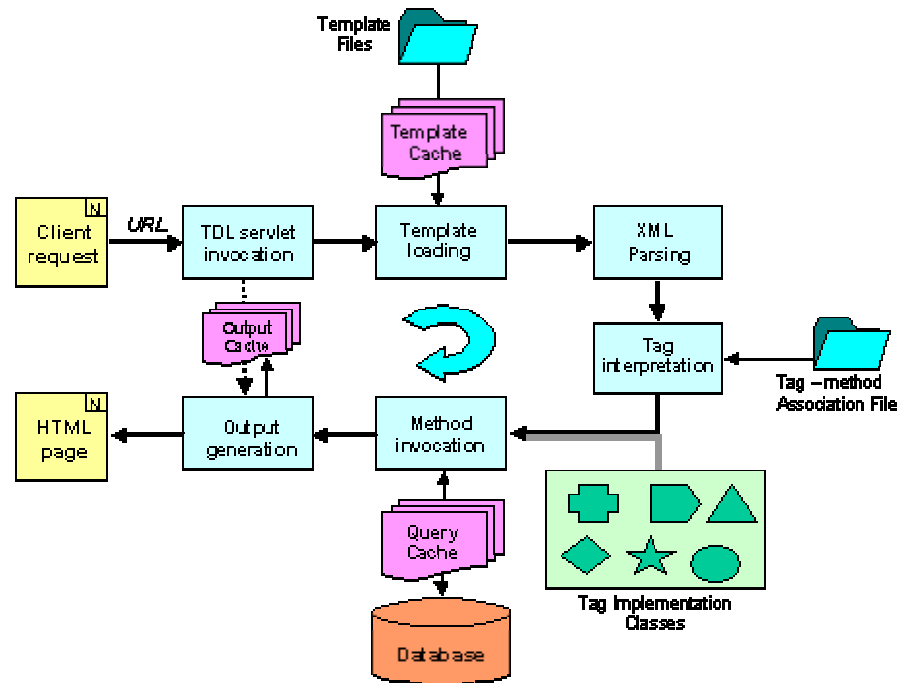 Template
Files
Template
Cache
N
Client
request
URL
TDL servlet
invocation
Template
loading
XML
Parsing
Output
Cache
Tag
interpretation
Tag –method
Association File
N
HTML
page
Output
generation
Method
invocation
Query
Cache
Tag Implementation
Classes
Database